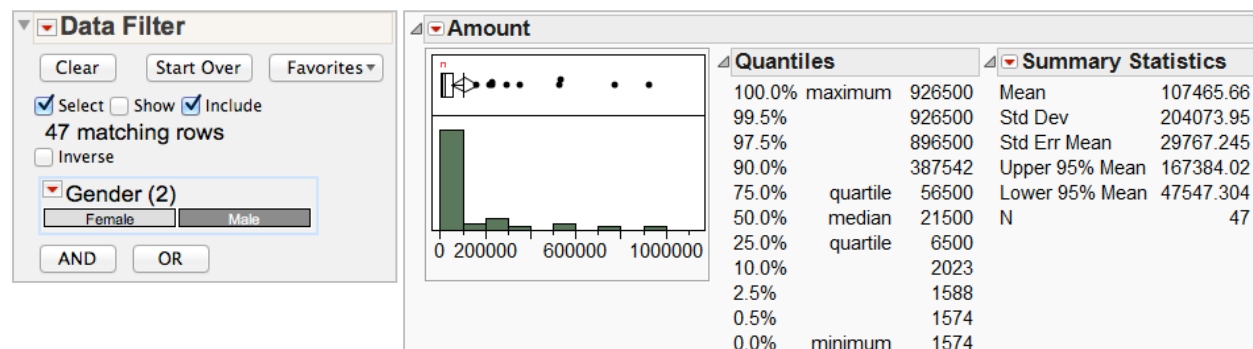 Data Filter
Clear Start Over Favorites
Select Show Include
47 matching rows
Inverse
Gender (2)
Female Male
AND OR
Amount
n
0 200000 600000 1000000
Quantiles
100.0% maximum 926500
99.5% 926500
97.5% 896500
90.0% 387542
75.0% quartile 56500
50.0% median 21500
25.0% quartile 6500
10.0% 2023
2.5% 1588
0.5% 1574
0.0% minimum 1574
Summary Statistics
Mean 107465.66
Std Dev 204073.95
Std Err Mean 29767.245
Upper 95% Mean 167384.02
Lower 95% Mean 47547.304
N 47